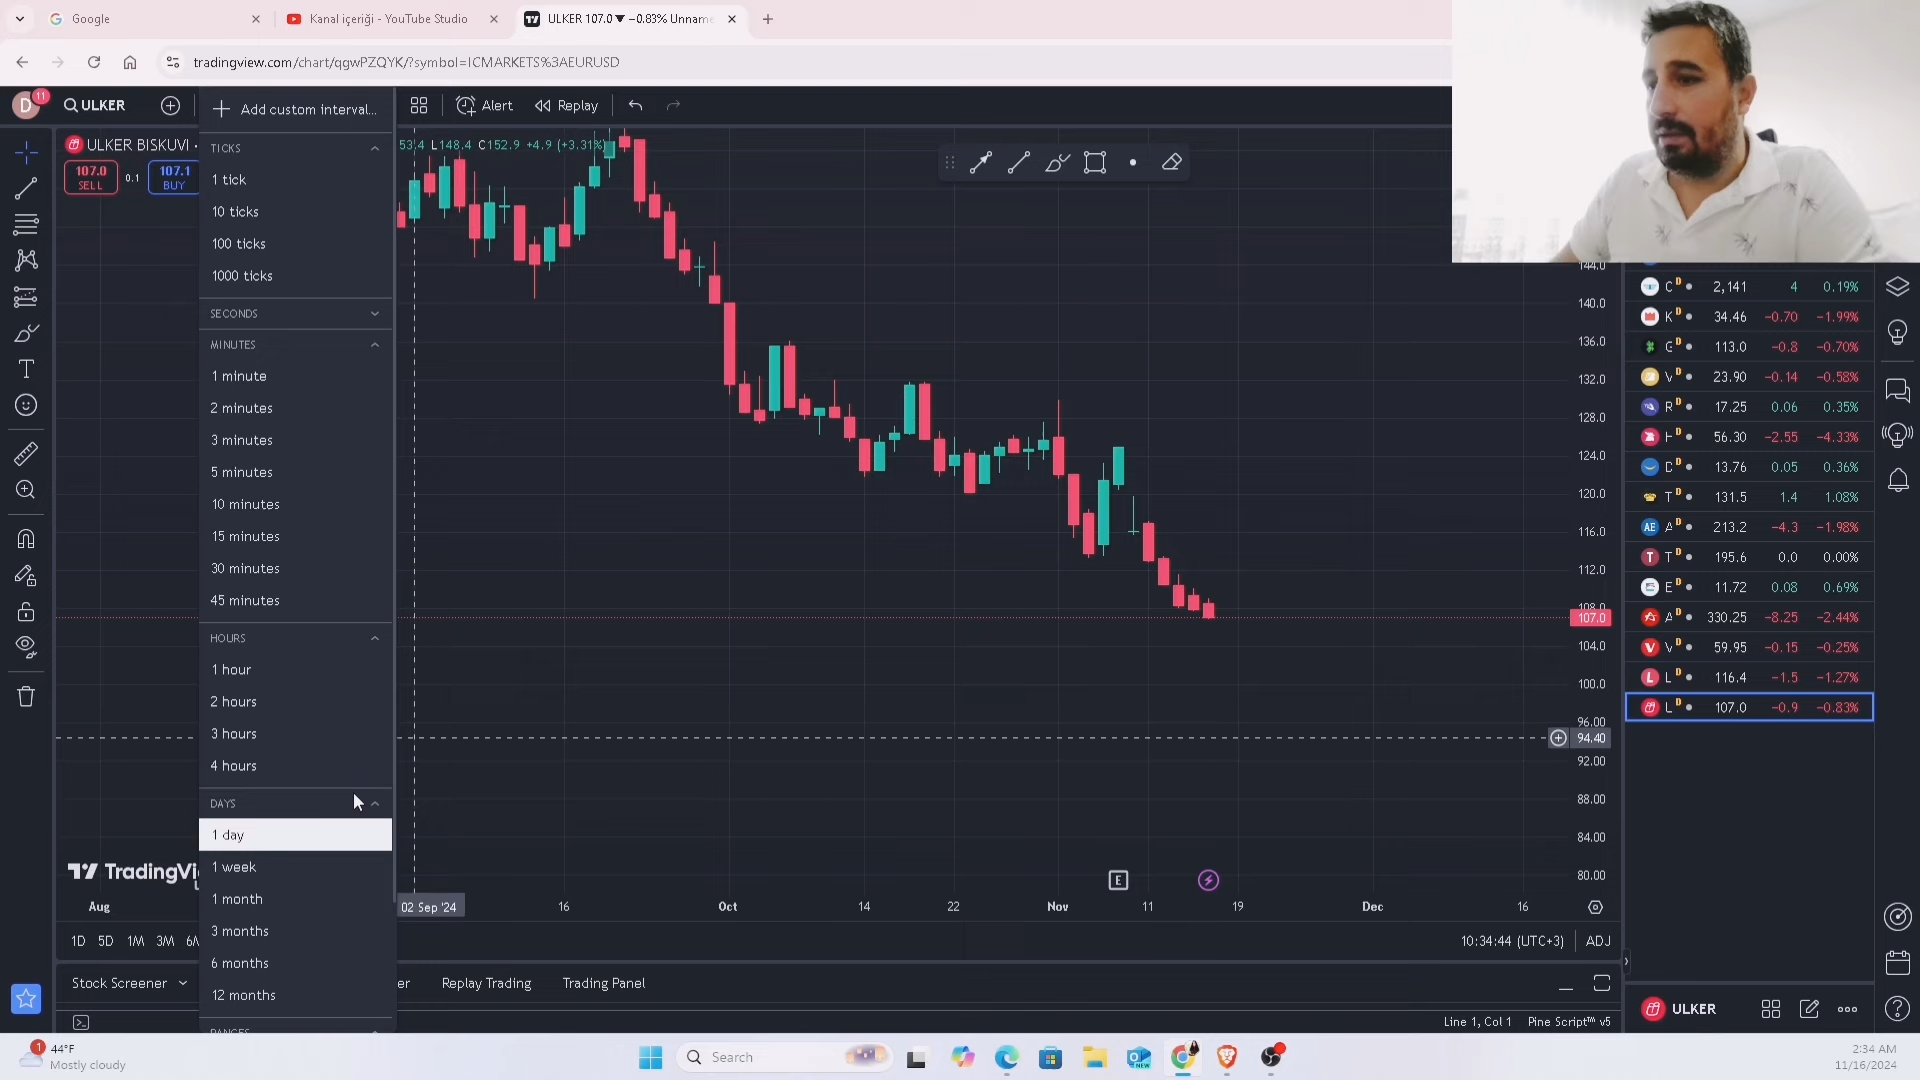 Google
Kanal içeriği - YouTube Studio
ULKER 107.0 ▼ −0.83% Unname
tradingview.com/chart/qgwPZQYK/?symbol=ICMARKETS%3AEURUSD
D
11
ULKER
Add custom interval...
Alert
Replay
ULKER BISKUVI ·
53.4 L148.4 C152.9 +4.9 (+3.31%)
107.0
SELL
0.1
107.1
BUY
TICKS
1 tick
10 ticks
100 ticks
1000 ticks
SECONDS
MINUTES
1 minute
2 minutes
3 minutes
5 minutes
10 minutes
15 minutes
30 minutes
45 minutes
HOURS
1 hour
2 hours
3 hours
4 hours
DAYS
1 day
1 week
1 month
3 months
6 months
12 months
RANGES
144.0
140.0
136.0
132.0
128.0
124.0
120.0
116.0
112.0
108.0
107.0
104.0
100.0
96.00
94.40
92.00
88.00
84.00
80.00
C D 2,141 4 0.19%
K D 34.46 −0.70 −1.99%
G D 113.0 −0.8 −0.70%
V D 23.90 −0.14 −0.58%
R D 17.25 0.06 0.35%
H D 56.30 −2.55 −4.33%
D D 13.76 0.05 0.36%
T D 131.5 1.4 1.08%
AE A D 213.2 −4.3 −1.98%
T T D 195.6 0.0 0.00%
E D 11.72 0.08 0.69%
A D 330.25 −8.25 −2.44%
V V D 59.95 −0.15 −0.25%
L L D 116.4 −1.5 −1.27%
D 107.0 −0.9 −0.83%
TradingVi
E
Aug
02 Sep '24
16
Oct
14
22
Nov
11
19
Dec
16
1D 5D 1M 3M 6M
10:34:44 (UTC+3)
ADJ
Stock Screener
er
Replay Trading
Trading Panel
ULKER
Line 1, Col 1
Pine Script™ v5
1
44°F
Mostly cloudy
Search
NEW
2:34 AM
11/16/2024